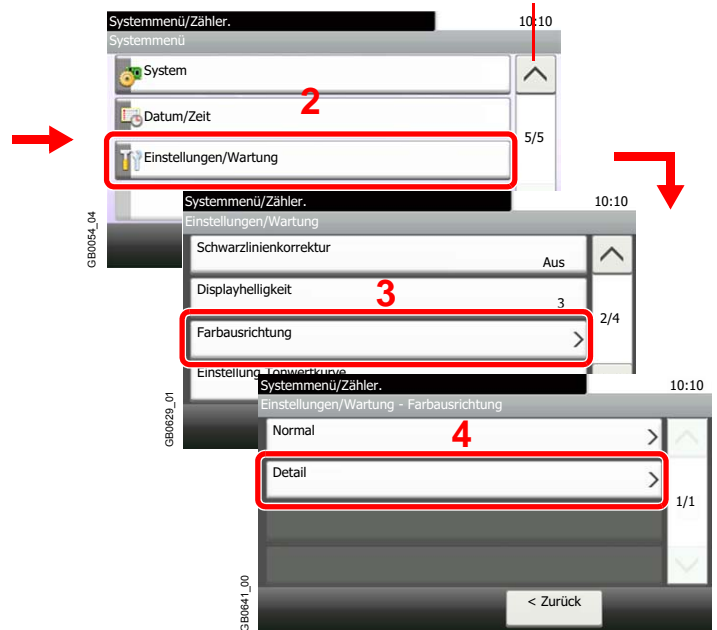 Systemmenü/Zähler.
10:10
Systemmenü
System
2
Datum/Zeit
5/5
Einstellungen/Wartung
GB0054_04
Systemmenü/Zähler.
10:10
Einstellungen/Wartung
Schwarzlinienkorrektur
Aus
Displayhelligkeit
3
3
2/4
Farbausrichtung
Einstellung Tonwertkurve
GB0629_01
Systemmenü/Zähler.
10:10
Einstellungen/Wartung - Farbausrichtung
Normal
4
Detail
1/1
GB0641_00
< Zurück